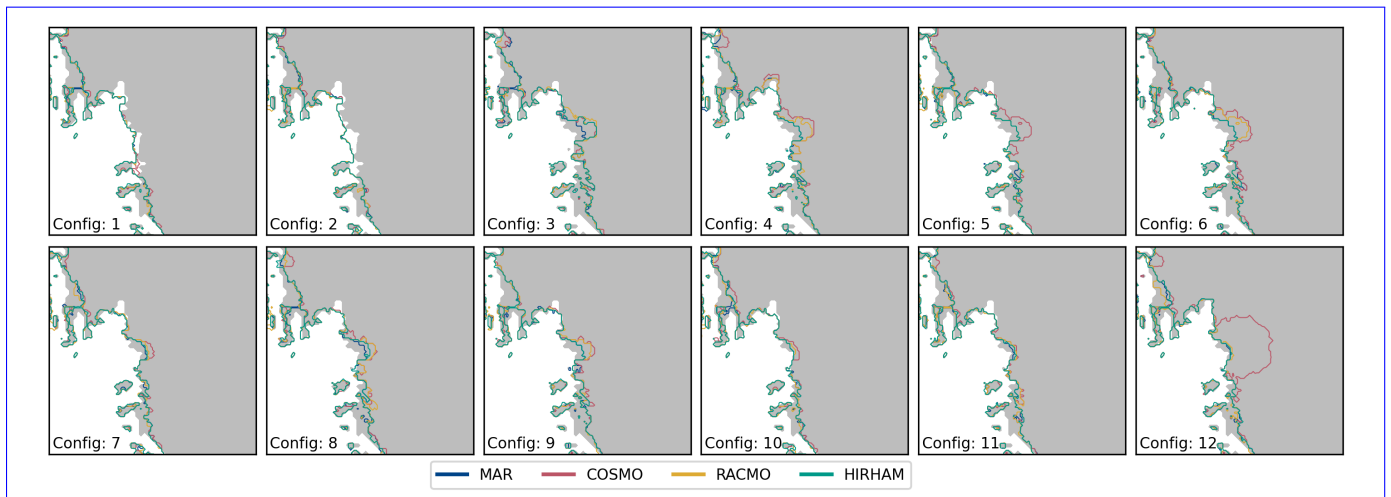 Config: 1
Config: 2
Config: 3
Config: 4
Config: 5
Config: 6
Config: 7
Config: 8
Config: 9
Config: 10
Config: 11
Config: 12
MAR COSMO RACMO HIRHAM